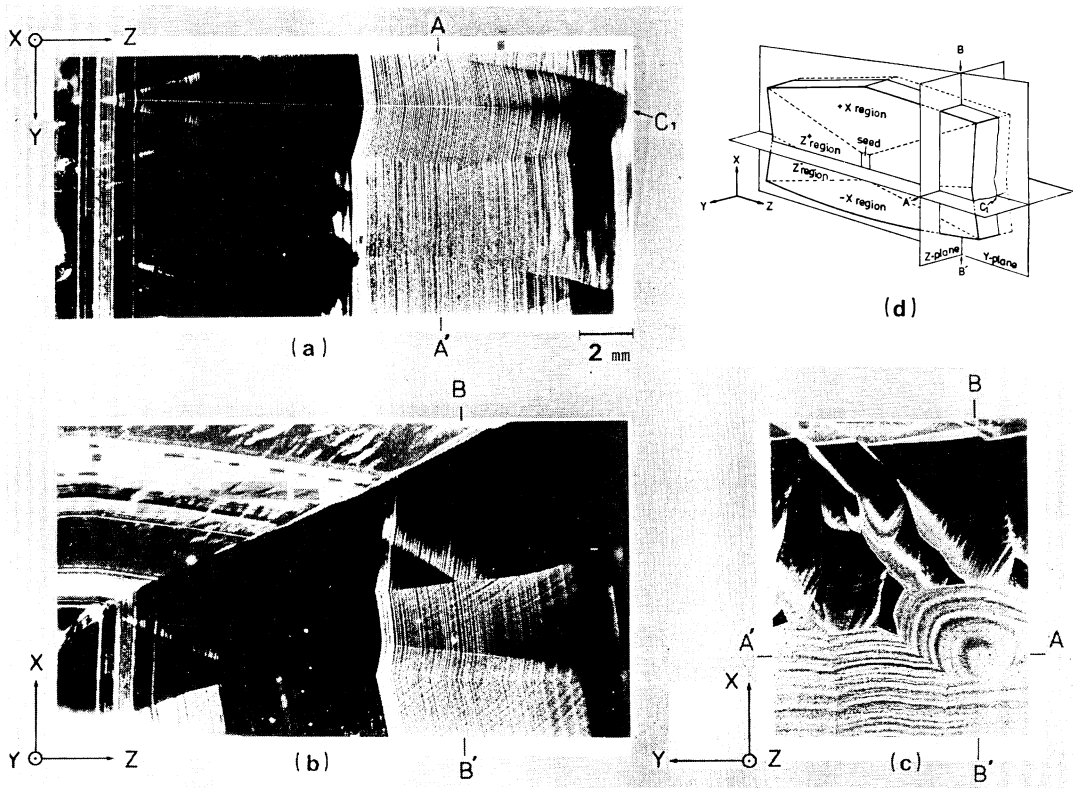 A
X Z
Y
C₁
A'
(a)
2 mm
B
X
Y Z
(b)
B'
B
+X region
seed
Z⁺ region
Z⁻ region
-X region
X
Y Z
A
C₁
Z-plane
Y-plane
B'
(d)
B
A' A
X
Y Z
(c)
B'